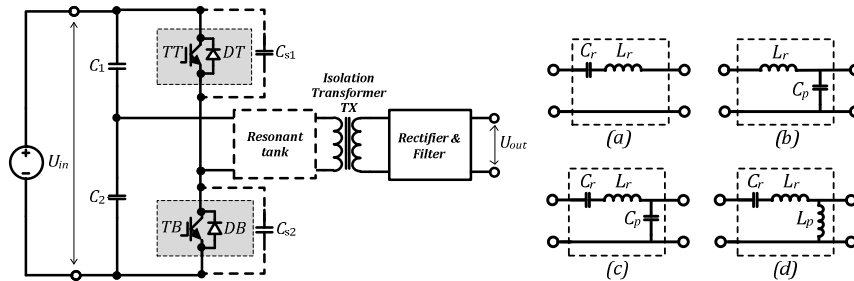 C1
C2
Uin
TT
DT
Cs1
TB
DB
Cs2
Resonant
tank
Isolation
Transformer
TX
Rectifier &
Filter
Uout
Cr
Lr
(a)
Lr
Cp
(b)
Cr
Lr
Cp
(c)
Cr
Lr
Lp
(d)